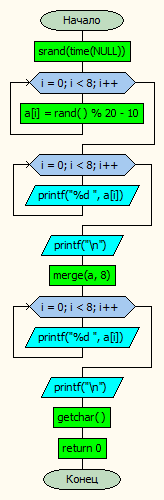 Начало
srand(time(NULL))
i = 0; i < 8; i++
a[i] = rand() % 20 - 10
i = 0; i < 8; i++
printf("%d ", a[i])
printf("\n")
merge(a, 8)
i = 0; i < 8; i++
printf("%d ", a[i])
printf("\n")
getchar()
return 0
Конец